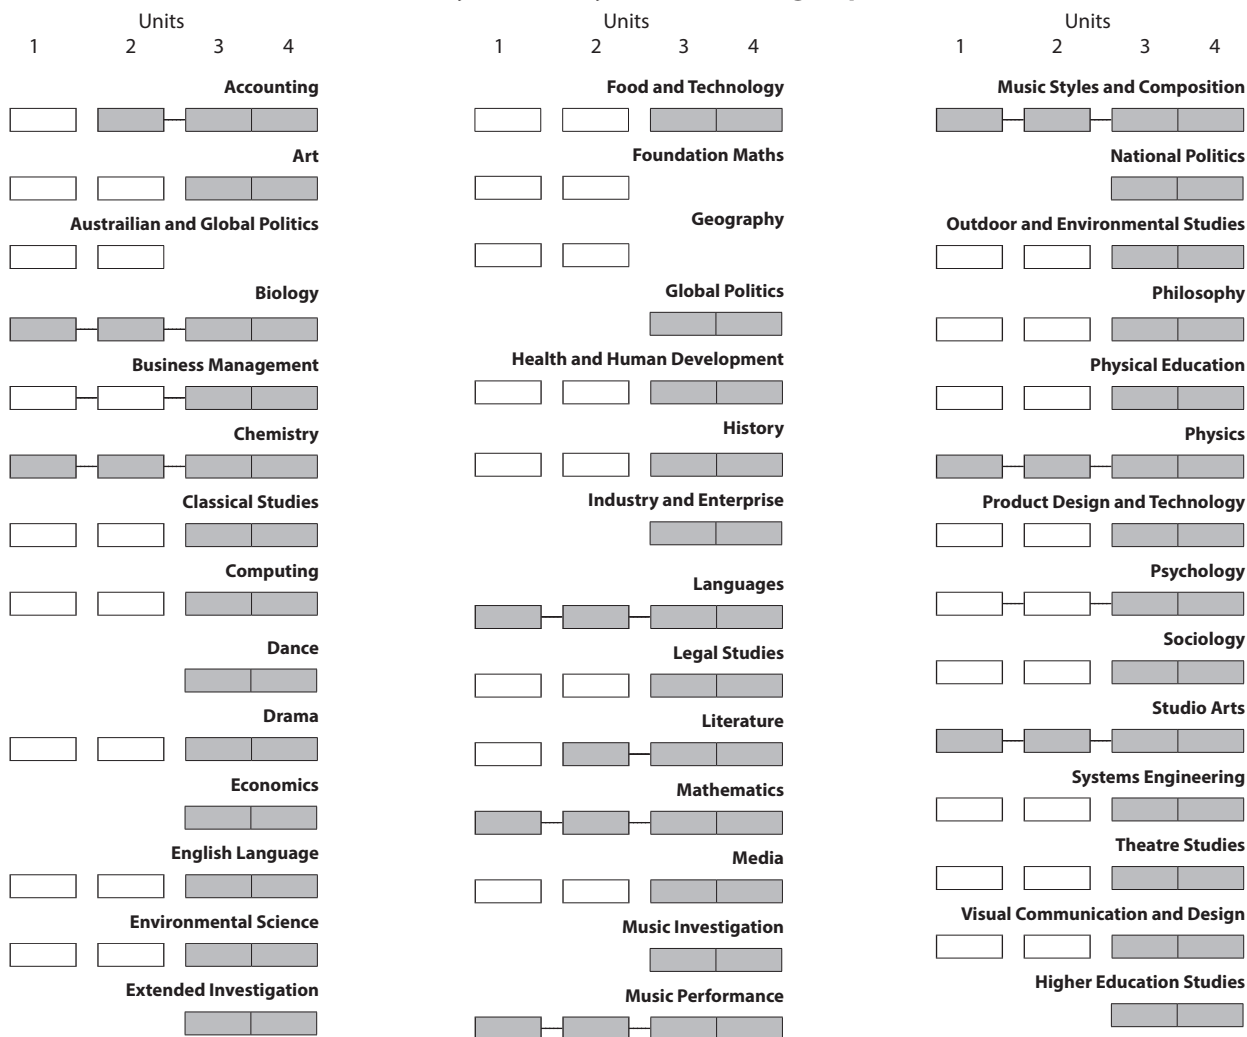 Units
1 2 3 4
Accounting
Art
Austrailian and Global Politics
Biology
Business Management
Chemistry
Classical Studies
Computing
Dance
Drama
Economics
English Language
Environmental Science
Extended Investigation
Units
1 2 3 4
Food and Technology
Foundation Maths
Geography
Global Politics
Health and Human Development
History
Industry and Enterprise
Languages
Legal Studies
Literature
Mathematics
Media
Music Investigation
Music Performance
Units
1 2 3 4
Music Styles and Composition
National Politics
Outdoor and Environmental Studies
Philosophy
Physical Education
Physics
Product Design and Technology
Psychology
Sociology
Studio Arts
Systems Engineering
Theatre Studies
Visual Communication and Design
Higher Education Studies